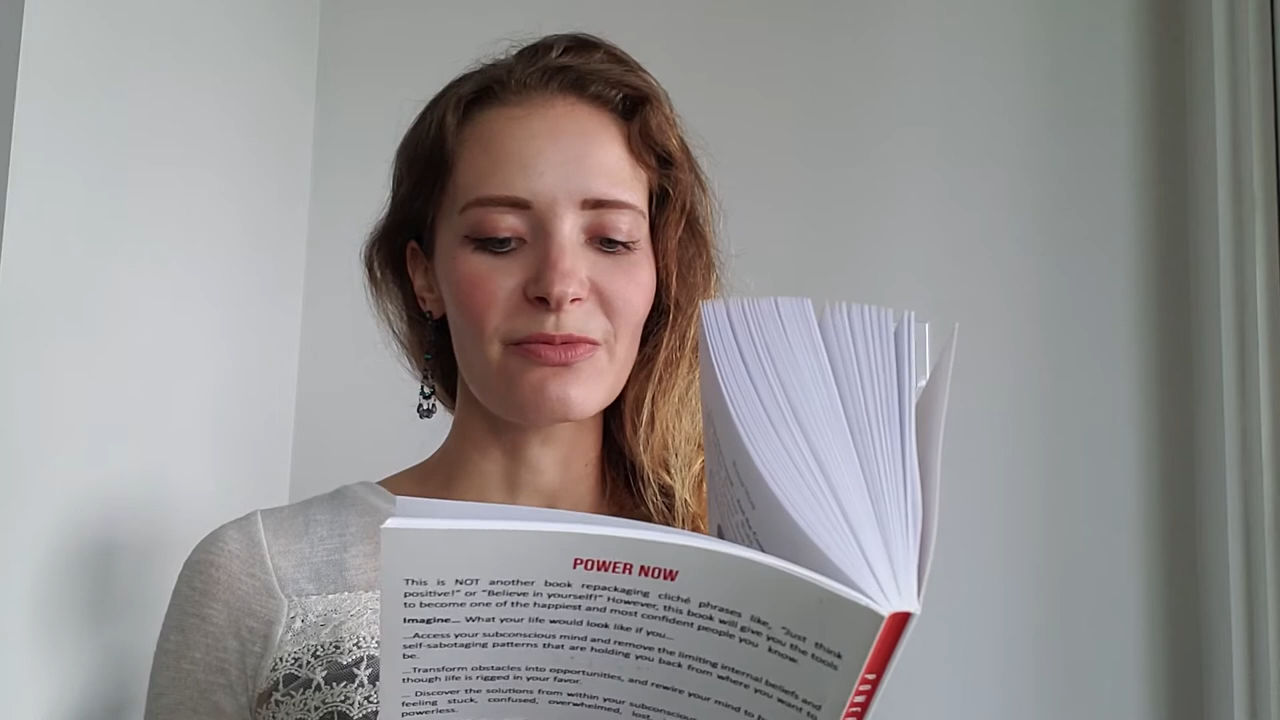 POWER NOW
This is NOT another book repackaging cliché phrases like, "Just think
positive!" or "Believe in yourself!" However, this book will give you the tools
to become one of the happiest and most confident people you know.
Imagine... What your life would look like if you...
...Access your subconscious mind and remove the limiting internal beliefs and
self-sabotaging patterns that are holding you back from where you want to
be.
...Transform obstacles into opportunities, and rewire your mind to
though life is rigged in your favor.
... Discover the solutions from within your subconscious
feeling stuck, confused, overwhelmed, lost,
powerless.
POWE